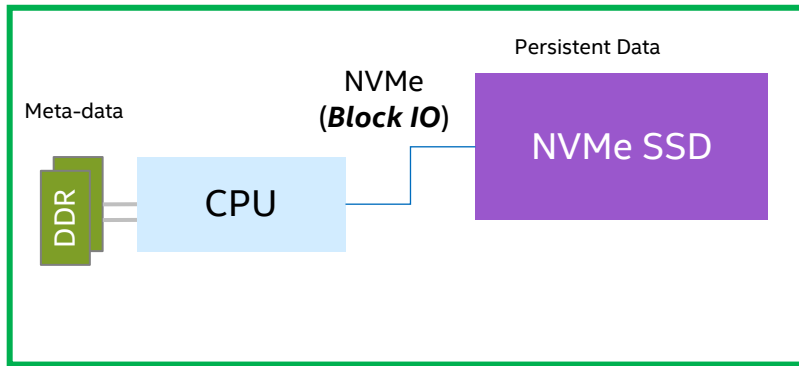 Persistent Data
NVMe
(Block IO)
Meta-data
NVMe SSD
CPU
DDR